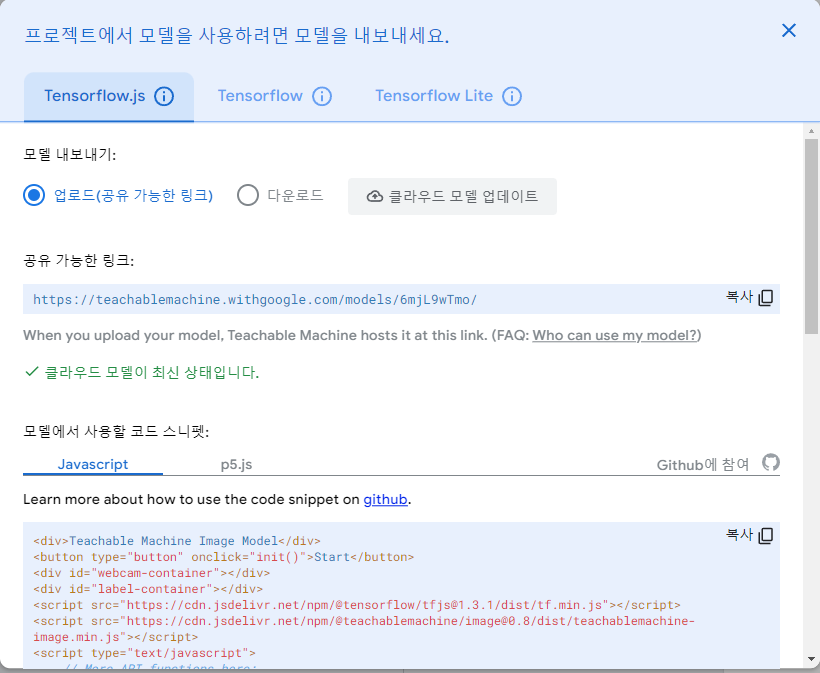 프로젝트에서 모델을 사용하려면 모델을 내보내세요.
Tensorflow.js Tensorflow Tensorflow Lite
모델 내보내기:
업로드(공유 가능한 링크) 다운로드 클라우드 모델 업데이트
공유 가능한 링크:
https://teachablemachine.withgoogle.com/models/6mjL9wTmo/ 복사
When you upload your model, Teachable Machine hosts it at this link. (FAQ: Who can use my model?)
클라우드 모델이 최신 상태입니다.
모델에서 사용할 코드 스니펫:
Javascript p5.js Github에 참여
Learn more about how to use the code snippet on github.
복사
<div>Teachable Machine Image Model</div>
<button type="button" onclick="init()">Start</button>
<div id="webcam-container"></div>
<div id="label-container"></div>
<script src="https://cdn.jsdelivr.net/npm/@tensorflow/tfjs@1.3.1/dist/tf.min.js"></script>
<script src="https://cdn.jsdelivr.net/npm/@teachablemachine/image@0.8/dist/teachablemachine-
image.min.js"></script>
<script type="text/javascript">
// More API functions here: